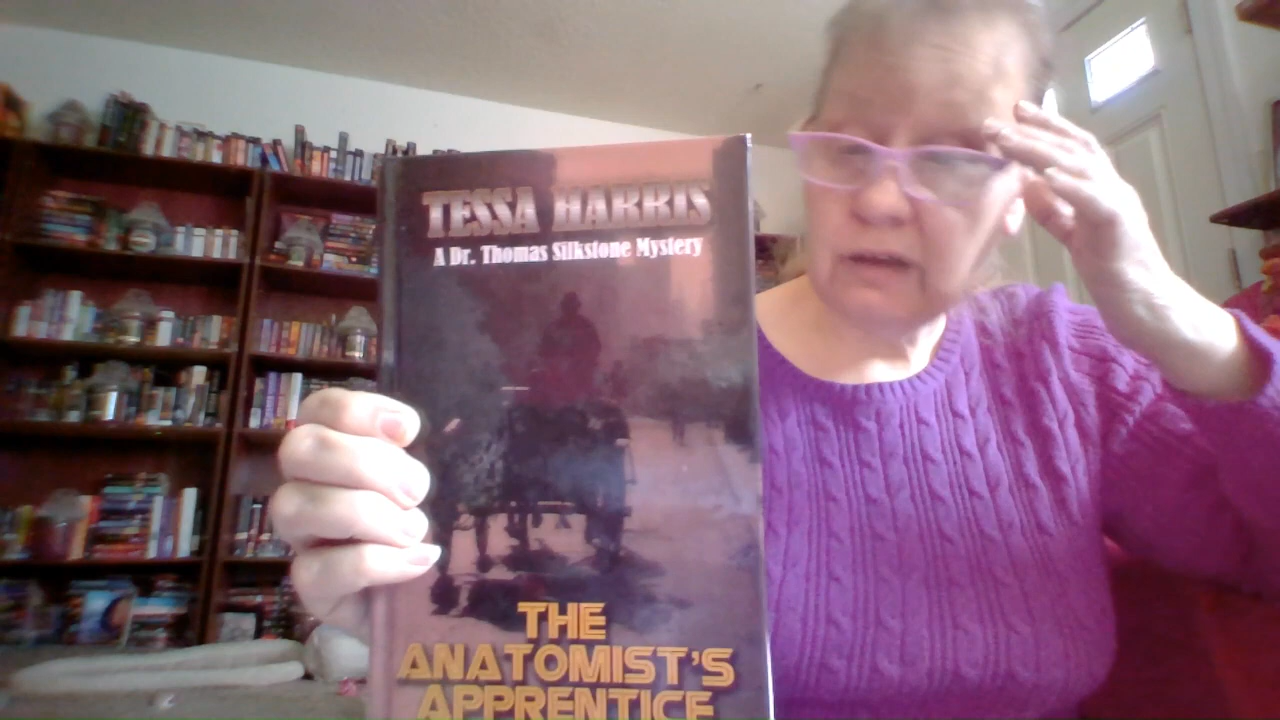 TESSA HARRIS
A Dr. Thomas Silkstone Mystery
THE
ANATOMIST'S
APPRENTICE